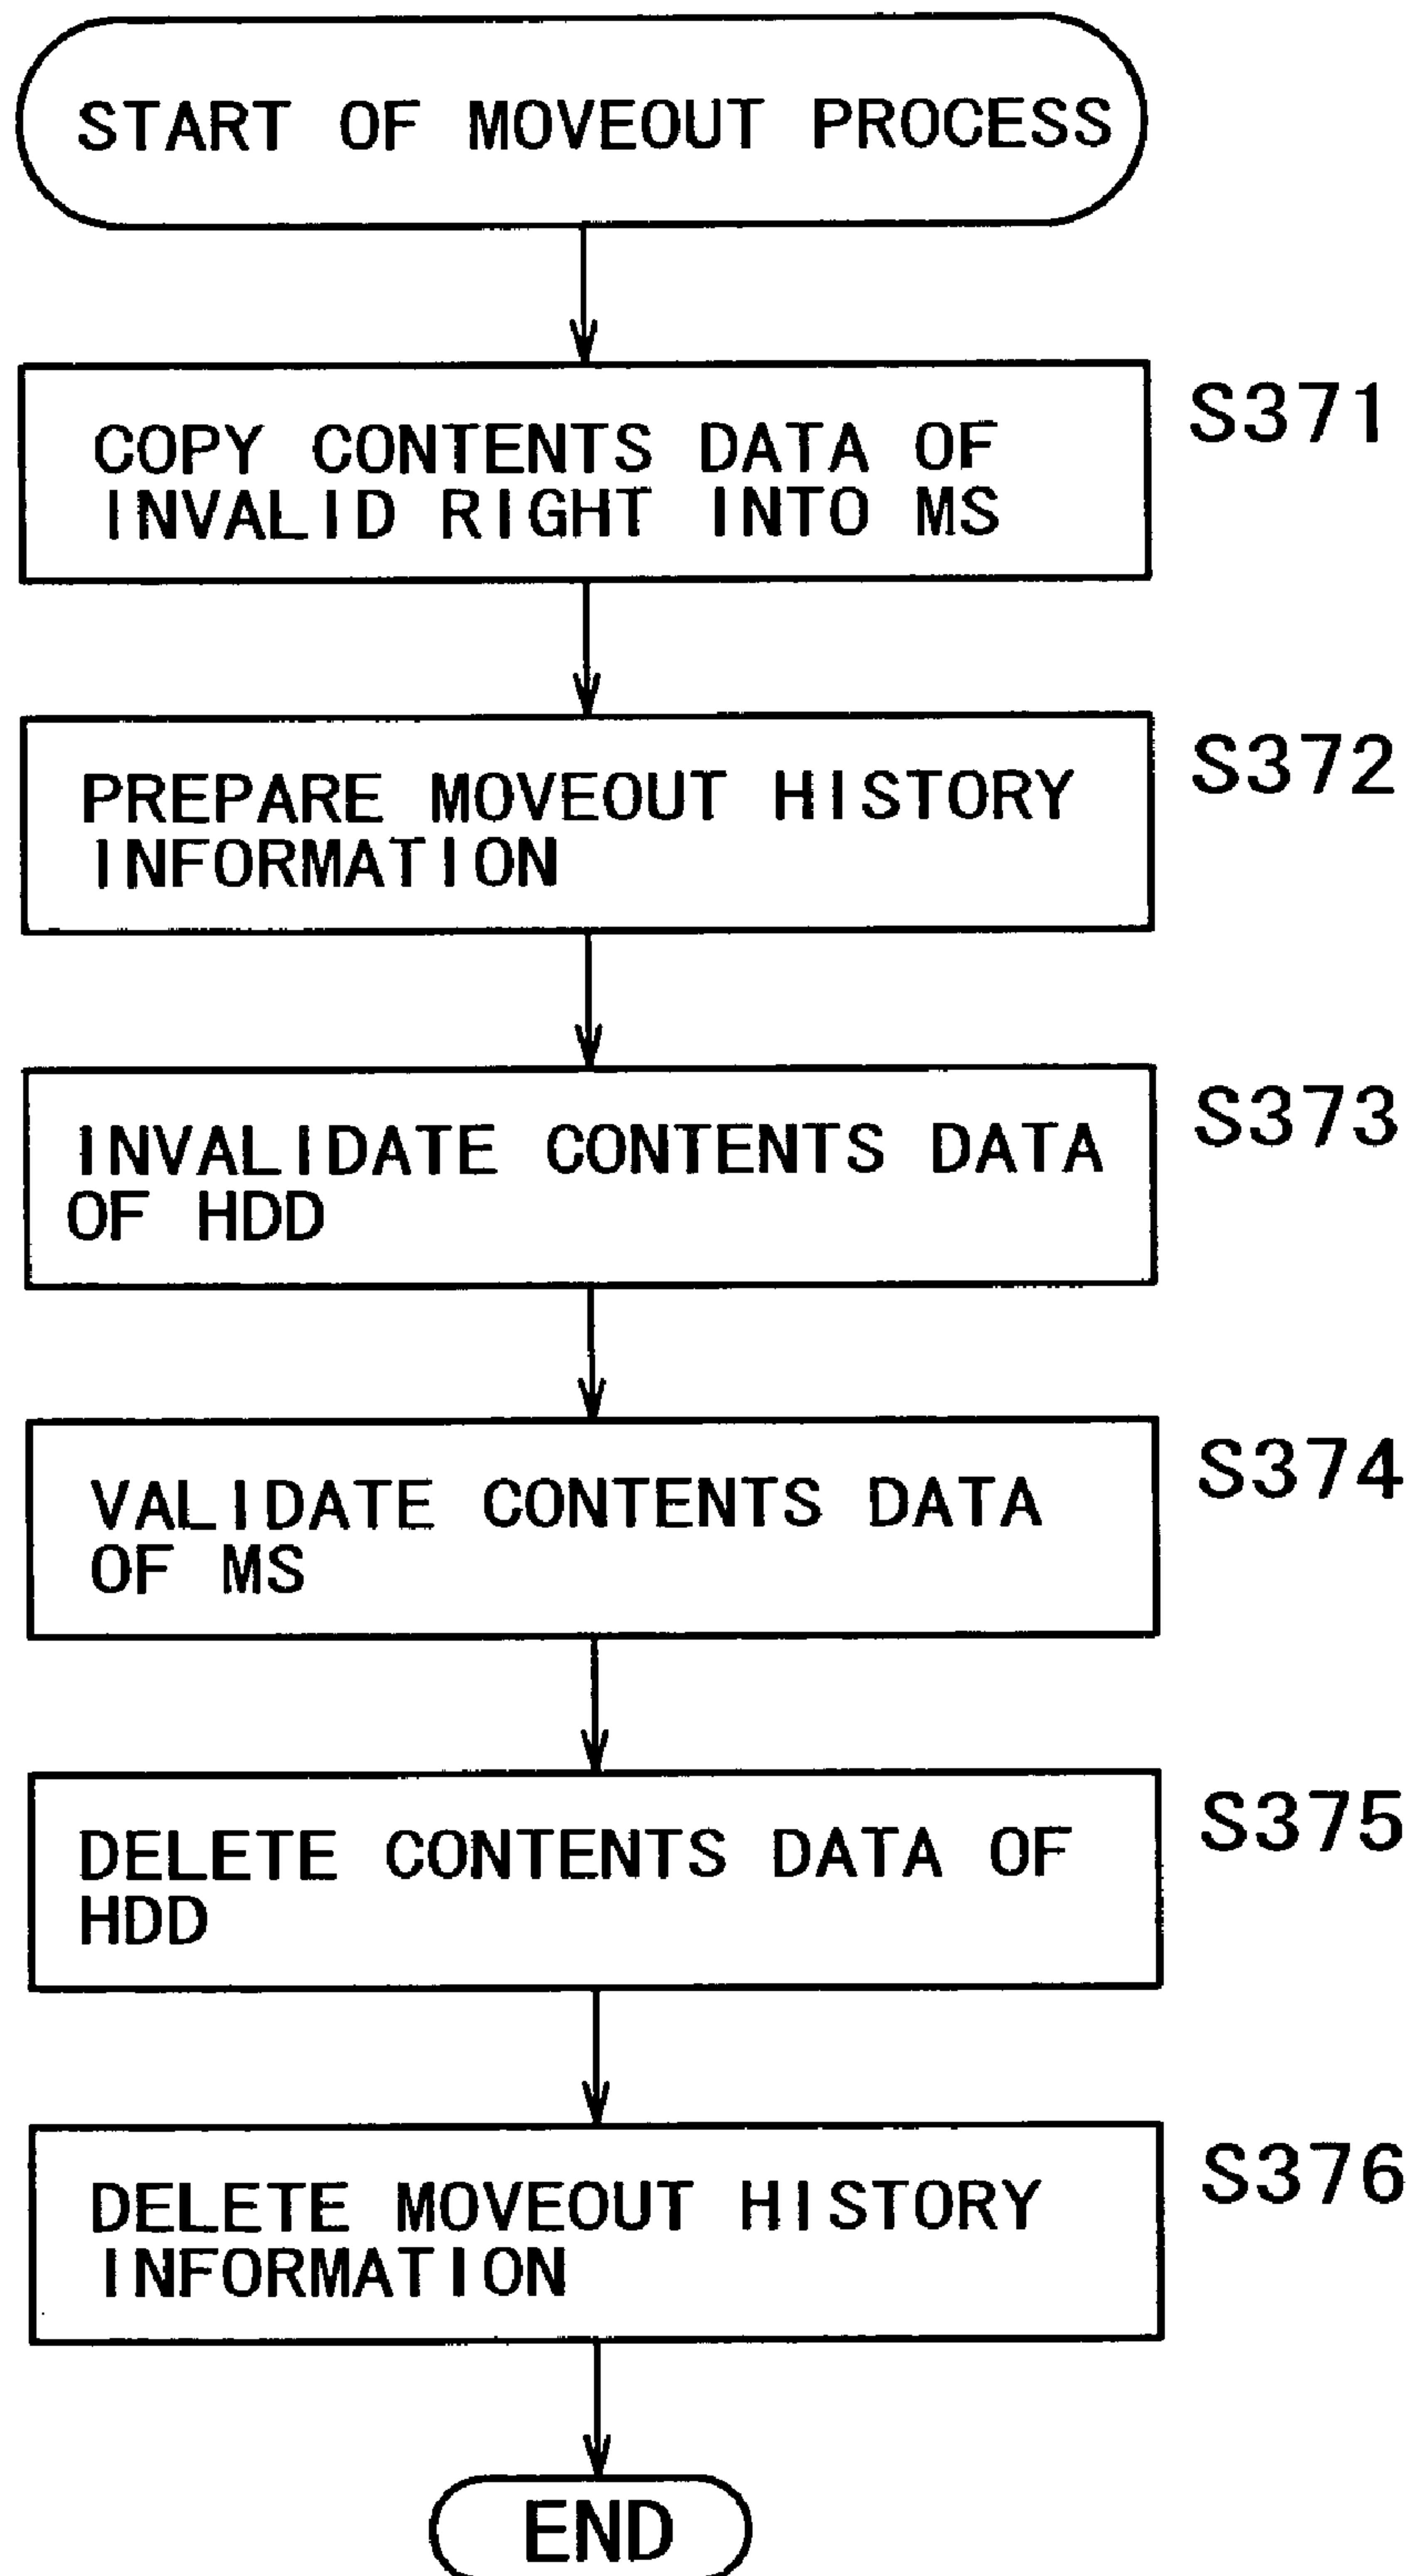 START OF MOVEOUT PROCESS
COPY CONTENTS DATA OF
INVALID RIGHT INTO MS
S371
PREPARE MOVEOUT HISTORY
INFORMATION
S372
INVALIDATE CONTENTS DATA
OF HDD
S373
VALIDATE CONTENTS DATA
OF MS
S374
DELETE CONTENTS DATA OF
HDD
S375
DELETE MOVEOUT HISTORY
INFORMATION
S376
END